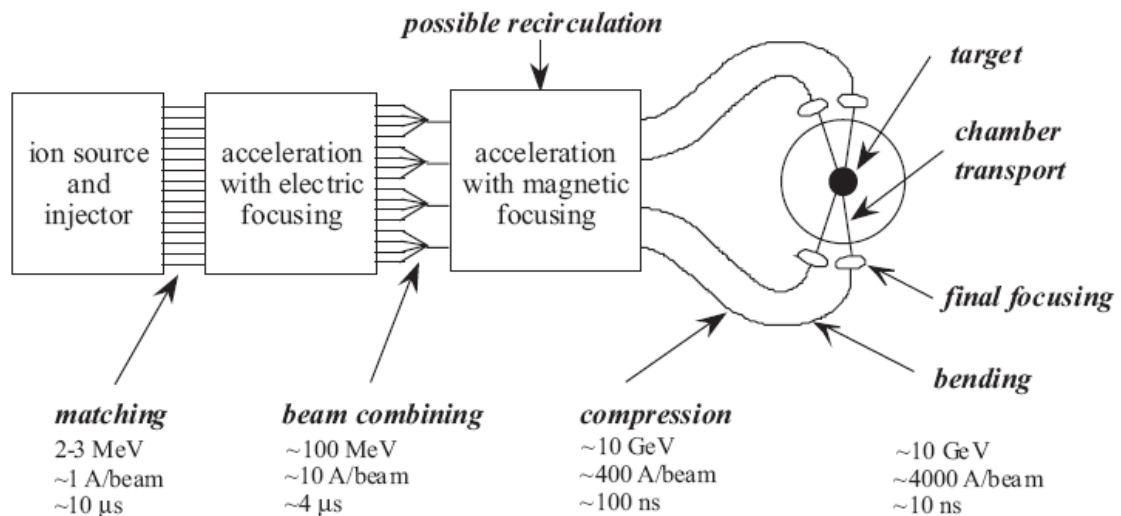 possible recirculation
target
chamber
transport
ion source
and
injector
acceleration
with electric
focusing
acceleration
with magnetic
focusing
final focusing
bending
matching
2-3 MeV
~1 A/beam
~10 μs
beam combining
~100 MeV
~10 A/beam
~4 μs
compression
~10 GeV
~400 A/beam
~100 ns
~10 GeV
~4000 A/beam
~10 ns